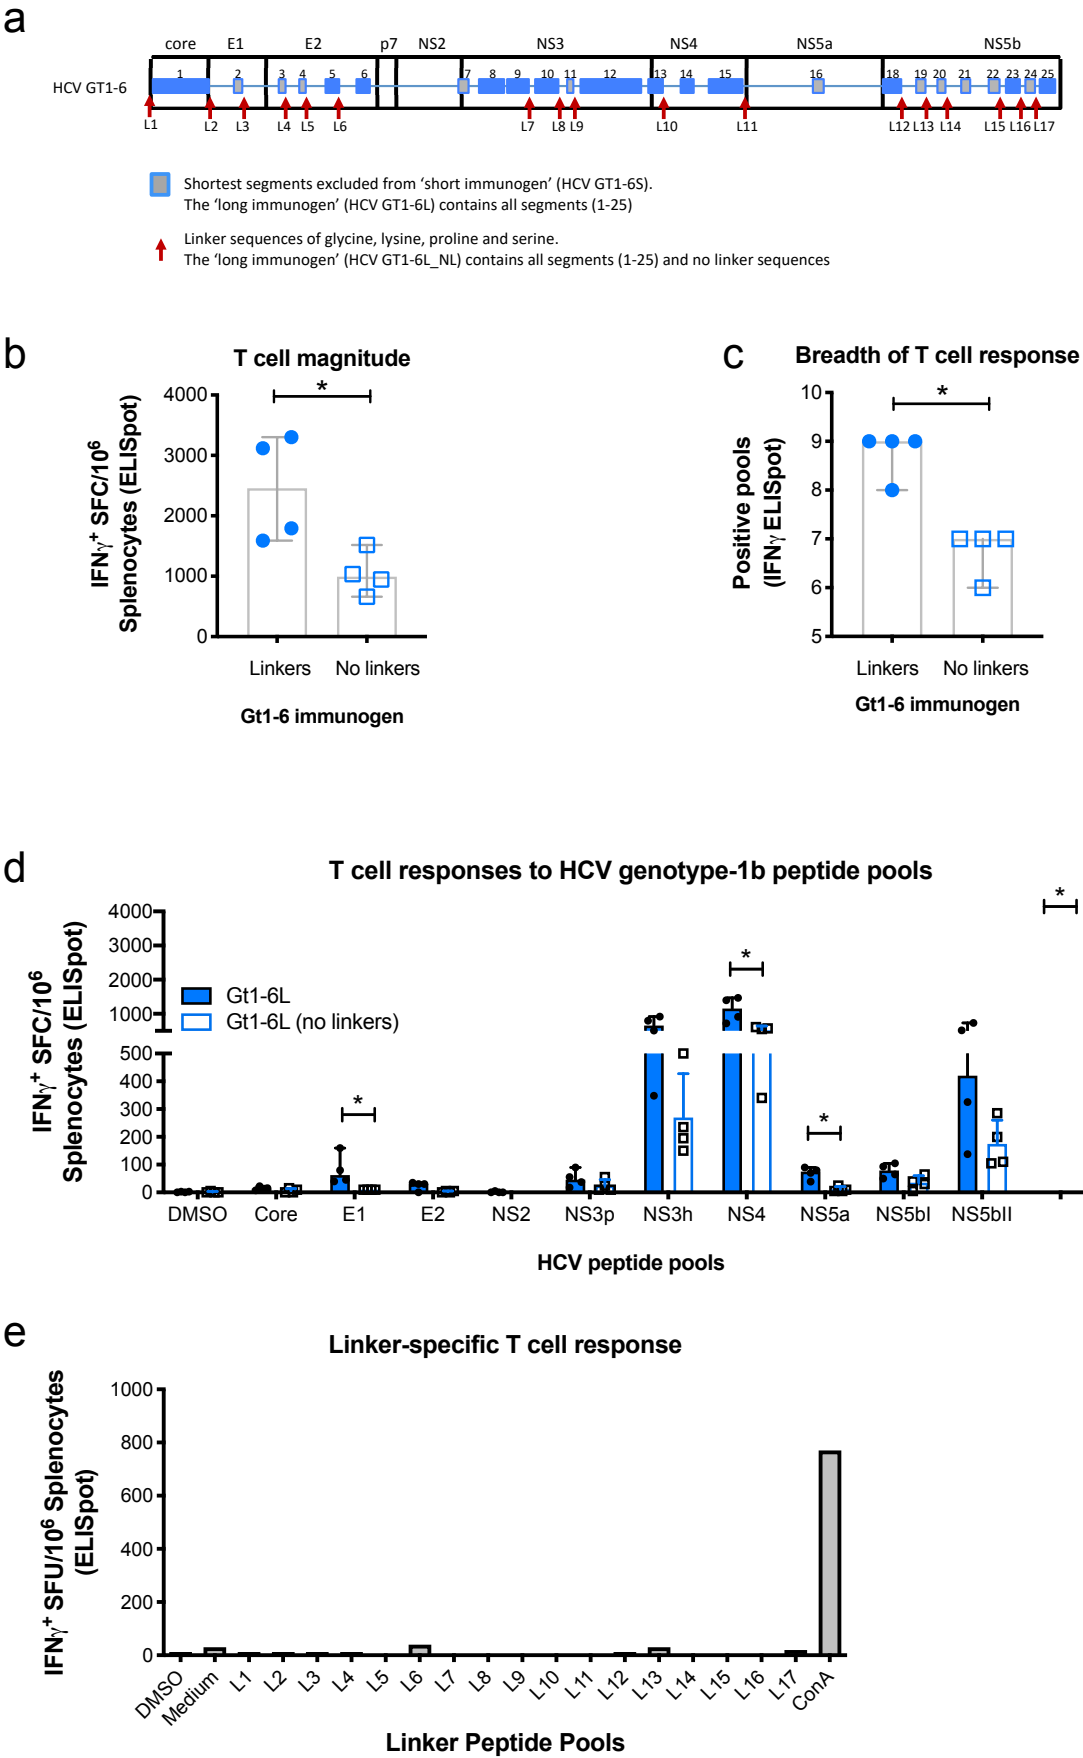 a
core E1 E2 p7 NS2 NS3 NS4 NS5a NS5b
HCV GT1-6
1 2 3 4 5 6 7 8 9 10 11 12 13 14 15 16 18 19 20 21 22 23 24 25
L1 L2 L3 L4 L5 L6 L7 L8 L9 L10 L11 L12 L13 L14 L15 L16 L17
Shortest segments excluded from ‘short immunogen’ (HCV GT1-6S).
The ‘long immunogen’ (HCV GT1-6L) contains all segments (1-25)
Linker sequences of glycine, lysine, proline and serine.
The ‘long immunogen’ (HCV GT1-6L_NL) contains all segments (1-25) and no linker sequences
b
T cell magnitude
*
IFNγ+ SFC/10^6
Splenocytes (ELISpot)
4000
3000
2000
1000
0
Linkers No linkers
Gt1-6 immunogen
c
Breadth of T cell response
*
Positive pools
(IFNγ ELISpot)
10
9
8
7
6
5
Linkers No linkers
Gt1-6 immunogen
d
T cell responses to HCV genotype-1b peptide pools
IFNγ+ SFC/10^6
Splenocytes (ELISpot)
4000
3000
2000
1000
500
400
300
200
100
0
Gt1-6L
Gt1-6L (no linkers)
* * * *
DMSO Core E1 E2 NS2 NS3p NS3h NS4 NS5a NS5bI NS5bII
HCV peptide pools
e
Linker-specific T cell response
IFNγ+ SFU/10^6 Splenocytes
(ELISpot)
1000
800
600
400
200
0
DMSO Medium L1 L2 L3 L4 L5 L6 L7 L8 L9 L10 L11 L12 L13 L14 L15 L16 L17 ConA
Linker Peptide Pools